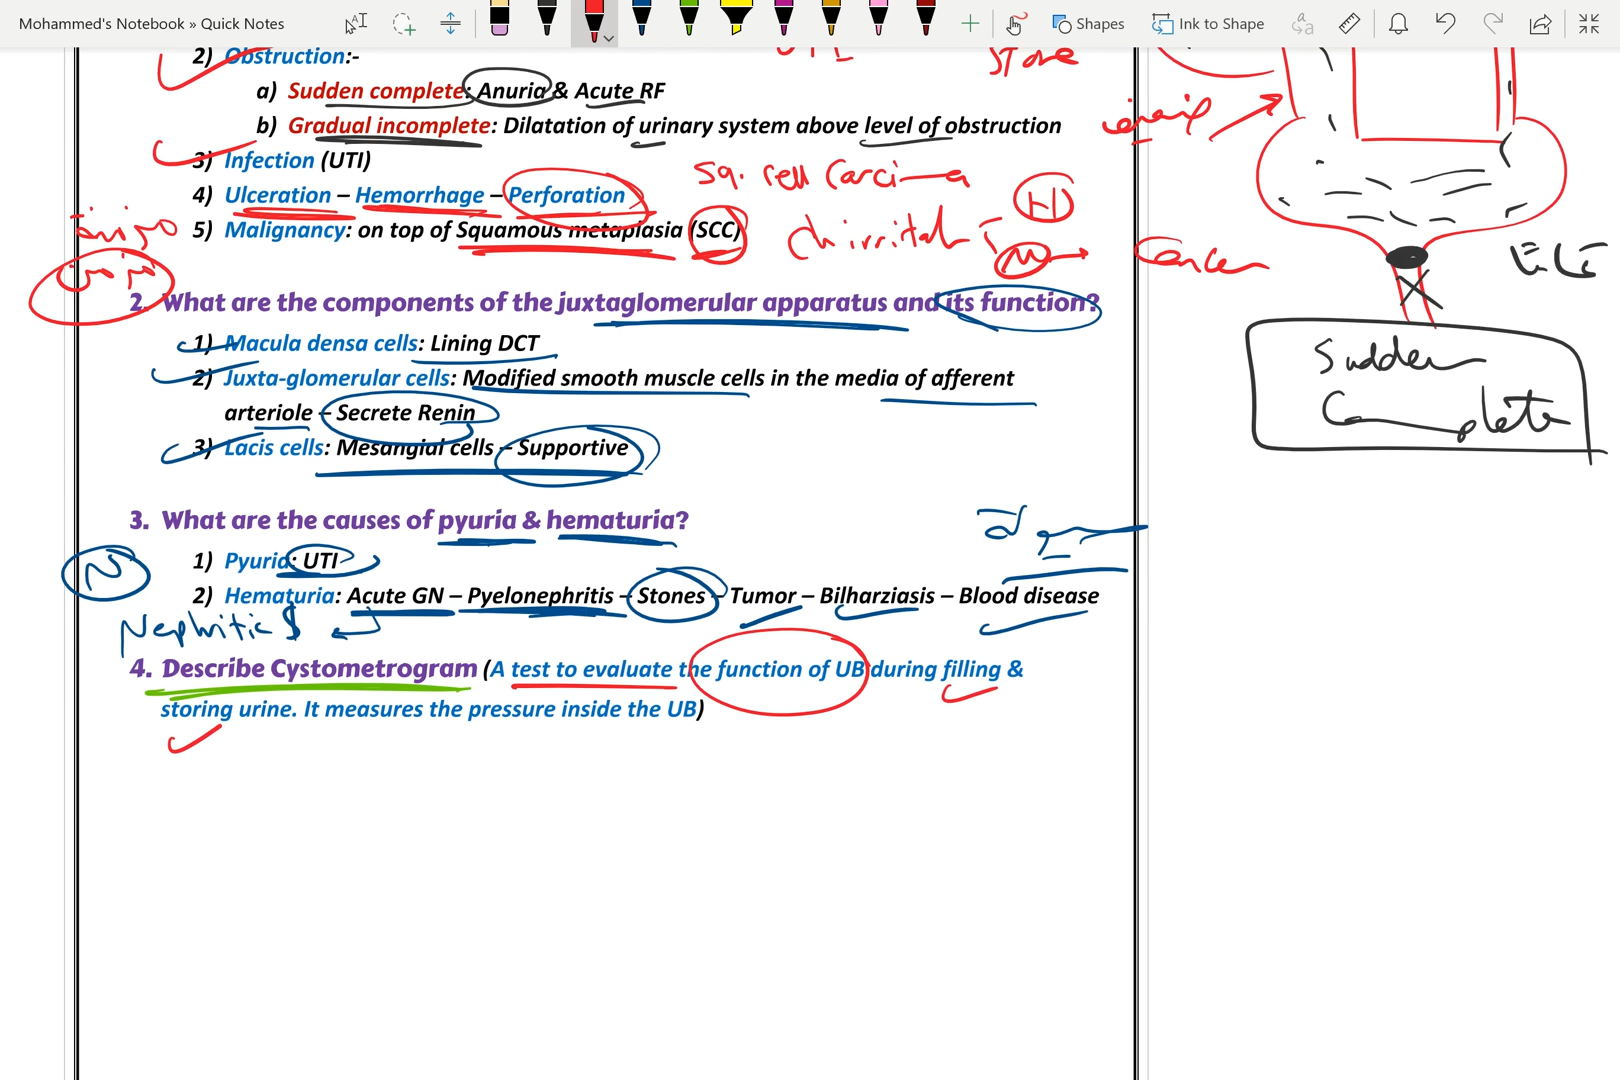 Mohammed's Notebook » Quick Notes
Shapes
Ink to Shape
2) Obstruction:-
a) Sudden complete: Anuria & Acute RF
b) Gradual incomplete: Dilatation of urinary system above level of obstruction
3) Infection (UTI)
4) Ulceration – Hemorrhage – Perforation
5) Malignancy: on top of Squamous metaplasia (SCC)
Stone
Sq. cell Carcinoma
Cancer
Sudden
Complete
2. What are the components of the juxtaglomerular apparatus and its function?
1) Macula densa cells: Lining DCT
2) Juxta-glomerular cells: Modified smooth muscle cells in the media of afferent
arteriole – Secrete Renin
3) Lacis cells: Mesangial cells – Supportive
3. What are the causes of pyuria & hematuria?
1) Pyuria: UTI
2) Hematuria: Acute GN – Pyelonephritis – Stones – Tumor – Bilharziasis – Blood disease
N
Nephritic $
4. Describe Cystometrogram (A test to evaluate the function of UB during filling &
storing urine. It measures the pressure inside the UB)